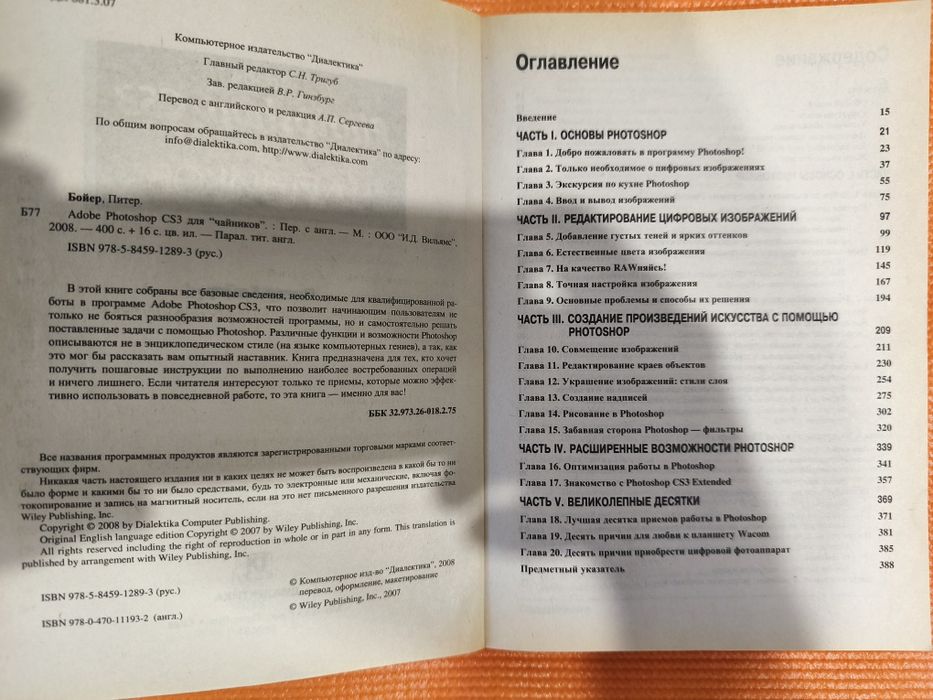 681.3.07
Компьютерное издательство "Диалектика"
Главный редактор С.Н. Тригуб
Зав. редакцией В.Р. Гинзбург
Перевод с английского и редакция А.П. Сергеева
По общим вопросам обращайтесь в издательство "Диалектика" по адресу:
info@dialektika.com, http://www.dialektika.com
Бойер, Питер.
Б77 Adobe Photoshop CS3 для "чайников". : Пер. с англ. — М. : ООО "И.Д. Вильямс",
2008. — 400 с. + 16 с. цв. ил. — Парал. тит. англ.
ISBN 978-5-8459-1289-3 (рус.)
В этой книге собраны все базовые сведения, необходимые для квалифицированной ра-
боты в программе Adobe Photoshop CS3, что позволит начинающим пользователям не
только не бояться разнообразия возможностей программы, но и самостоятельно решать
поставленные задачи с помощью Photoshop. Различные функции и возможности Photoshop
описываются не в энциклопедическом стиле (на языке компьютерных гениев), а так, как
это мог бы рассказать вам опытный наставник. Книга предназначена для тех, кто хочет
получить пошаговые инструкции по выполнению наиболее востребованных операций
и ничего лишнего. Если читателя интересуют только те приемы, которые можно эффек-
тивно использовать в повседневной работе, то эта книга — именно для вас!
ББК 32.973.26-018.2.75
Все названия программных продуктов являются зарегистрированными торговыми марками соответ-
ствующих фирм.
Никакая часть настоящего издания ни в каких целях не может быть воспроизведена в какой бы то ни
было форме и какими бы то ни было средствами, будь то электронные или механические, включая фо-
токопирование и запись на магнитный носитель, если на это нет письменного разрешения издательства
Wiley Publishing, Inc.
Copyright © 2008 by Dialektika Computer Publishing.
Original English language edition Copyright © 2007 by Wiley Publishing, Inc.
All rights reserved including the right of reproduction in whole or in part in any form. This translation is
published by arrangement with Wiley Publishing, Inc.
ISBN 978-5-8459-1289-3 (рус.)
ISBN 978-0-470-11193-2 (англ.)
© Компьютерное изд-во "Диалектика", 2008
перевод, оформление, макетирование
© Wiley Publishing, Inc., 2007
Оглавление
Введение 15
ЧАСТЬ I. ОСНОВЫ PHOTOSHOP 21
Глава 1. Добро пожаловать в программу Photoshop! 23
Глава 2. Только необходимое о цифровых изображениях 37
Глава 3. Экскурсия по кухне Photoshop 55
Глава 4. Ввод и вывод изображений 75
ЧАСТЬ II. РЕДАКТИРОВАНИЕ ЦИФРОВЫХ ИЗОБРАЖЕНИЙ 97
Глава 5. Добавление густых теней и ярких оттенков 99
Глава 6. Естественные цвета изображения 119
Глава 7. На качество RAWняйсь! 145
Глава 8. Точная настройка изображения 167
Глава 9. Основные проблемы и способы их решения 194
ЧАСТЬ III. СОЗДАНИЕ ПРОИЗВЕДЕНИЙ ИСКУССТВА С ПОМОЩЬЮ
PHOTOSHOP 209
Глава 10. Совмещение изображений 211
Глава 11. Редактирование краев объектов 230
Глава 12. Украшение изображений: стили слоя 254
Глава 13. Создание надписей 275
Глава 14. Рисование в Photoshop 302
Глава 15. Забавная сторона Photoshop — фильтры 320
ЧАСТЬ IV. РАСШИРЕННЫЕ ВОЗМОЖНОСТИ PHOTOSHOP 339
Глава 16. Оптимизация работы в Photoshop 341
Глава 17. Знакомство с Photoshop CS3 Extended 357
ЧАСТЬ V. ВЕЛИКОЛЕПНЫЕ ДЕСЯТКИ 369
Глава 18. Лучшая десятка приемов работы в Photoshop 371
Глава 19. Десять причин для любви к планшету Wacom 381
Глава 20. Десять причин приобрести цифровой фотоаппарат 385
Предметный указатель 388